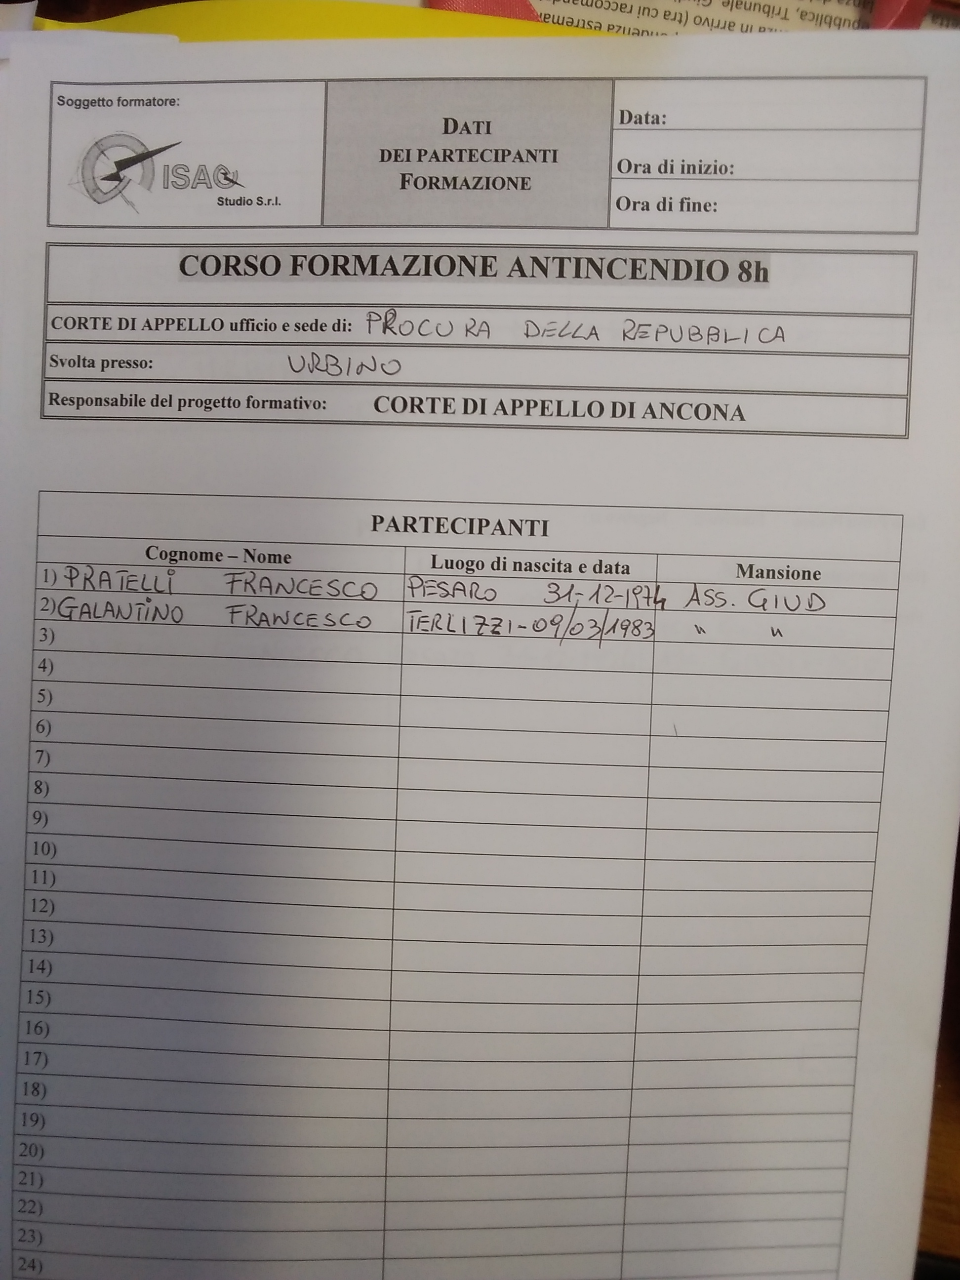 Soggetto formatore:
ISAQ
Studio S.r.l.
DATI
DEI PARTECIPANTI
FORMAZIONE
Data:
Ora di inizio:
Ora di fine:
CORSO FORMAZIONE ANTINCENDIO 8h
CORTE DI APPELLO ufficio e sede di: PROCURA DELLA REPUBBLICA
Svolta presso: URBINO
Responsabile del progetto formativo: CORTE DI APPELLO DI ANCONA
PARTECIPANTI
Cognome – Nome Luogo di nascita e data Mansione
1) PRATELLI FRANCESCO PESARO 31-12-1974 ASS. GIUD
2) GALANTINO FRANCESCO TERLIZZI-09/03/1983 " "
3)
4)
5)
6)
7)
8)
9)
10)
11)
12)
13)
14)
15)
16)
17)
18)
19)
20)
21)
22)
23)
24)